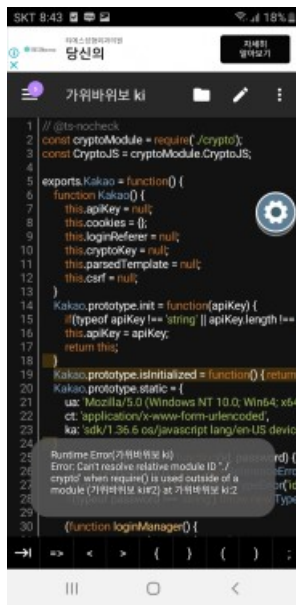 SKT 8:43
18%
당신의
자세히
알아보기
가위바위보 ki
1 // @ts-nocheck
2 const cryptoModule = require('./crypto');
3 const CryptoJS = cryptoModule.CryptoJS;
4
5 exports.Kakao = function() {
6 function Kakao() {
7 this.apiKey = null;
8 this.cookies = {};
9 this.loginReferer = null;
10 this.cryptoKey = null;
11 this.parsedTemplate = null;
12 this.csrf = null;
13 }
14 Kakao.prototype.init = function(apiKey) {
15 if(typeof apiKey !== 'string' || apiKey.length !==
16 this.apiKey = apiKey;
17 return this;
18 }
19 Kakao.prototype.isInitialized = function() { return
20 Kakao.prototype.static = {
21 ua: 'Mozilla/5.0 (Windows NT 10.0; Win64; x64
22 ct: 'application/x-www-form-urlencoded',
23 ka: 'sdk/1.36.6 os/javascript lang/en-US devic
24
25 password) {
Runtime Error(가위바위보 ki)
Error: Can't resolve relative module ID "./
crypto" when require() is used outside of a
module (가위바위보 ki#2) at 가위바위보 ki:2
30 (function loginManager() {
=> < > { } ( ) ;